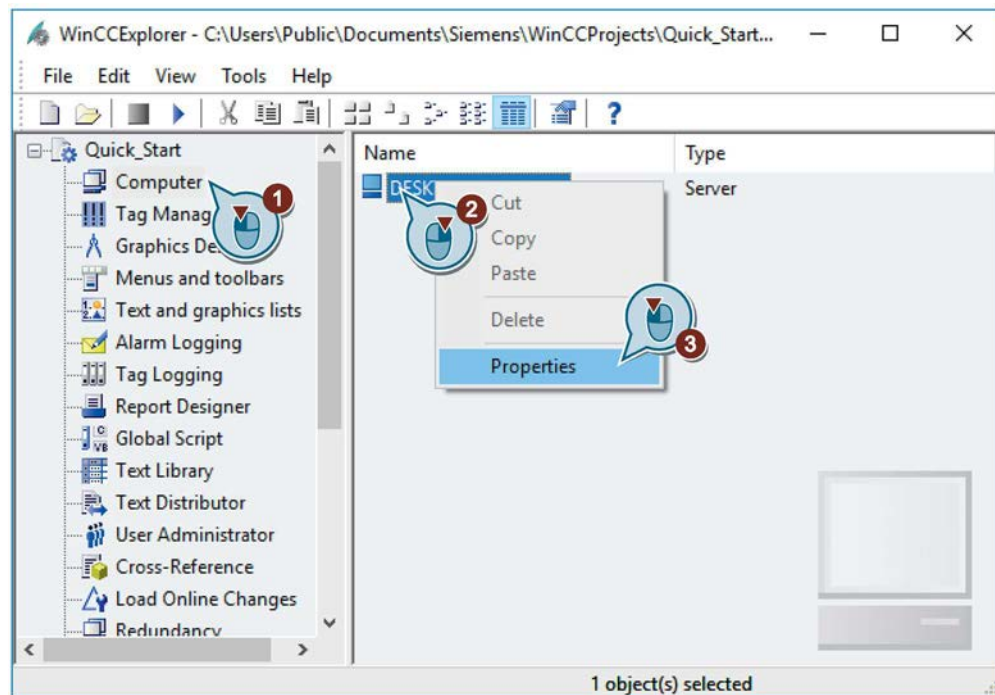 WinCCExplorer - C:\Users\Public\Documents\Siemens\WinCCProjects\Quick_Start...
File Edit View Tools Help
Quick_Start
Computer
Tag Manag
Graphics De
Menus and toolbars
Text and graphics lists
Alarm Logging
Tag Logging
Report Designer
Global Script
Text Library
Text Distributor
User Administrator
Cross-Reference
Load Online Changes
Redundancy
Name Type
DESK Server
Cut
Copy
Paste
Delete
Properties
1
2
3
1 object(s) selected